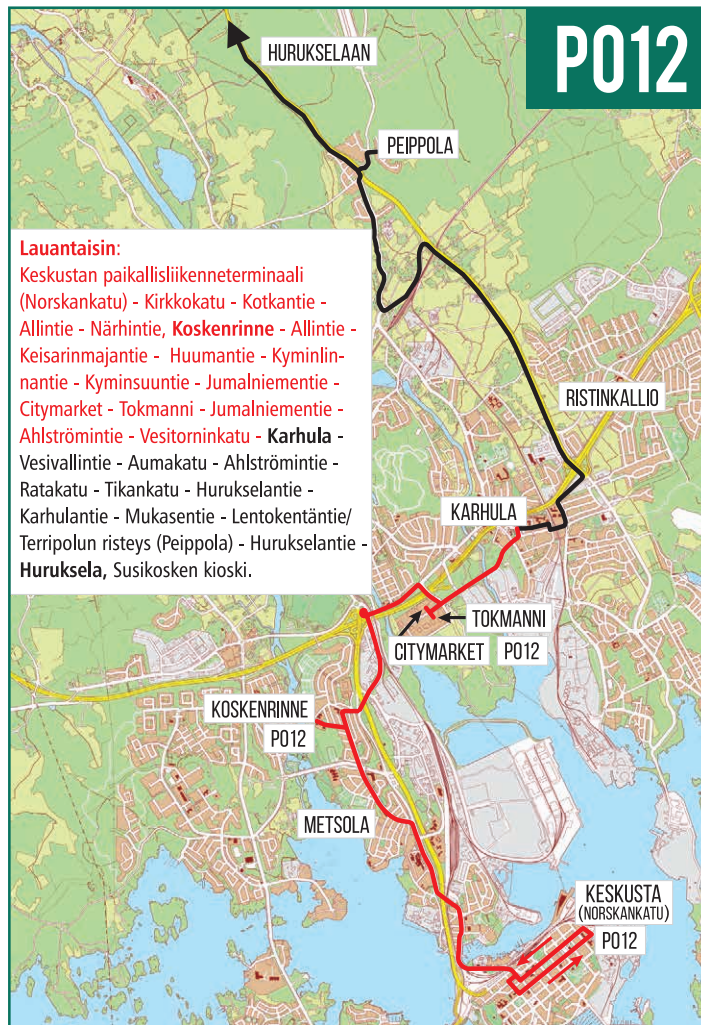 P012
HURUKSELAAN
PEIPPOLA
Lauantaisin:
Keskustan paikallisliikenneterminaali
(Norskankatu) - Kirkkokatu - Kotkantie -
Allintie - Närhintie, Koskenrinne - Allintie -
Keisarinmajantie - Huumantie - Kyminlin-
nantie - Kyminsuuntie - Jumalniementie -
Citymarket - Tokmanni - Jumalniementie -
Ahlströmintie - Vesitorninkatu - Karhula -
Vesivallintie - Aumakatu - Ahlströmintie -
Ratakatu - Tikankatu - Hurukselantie -
Karhulantie - Mukasentie - Lentokentäntie/
Terripolun risteys (Peippola) - Hurukselantie -
Huruksela, Susikosken kioski.
RISTINKALLIO
KARHULA
TOKMANNI
CITYMARKET P012
KOSKENRINNE
P012
METSOLA
KESKUSTA
(NORSKANKATU)
P012